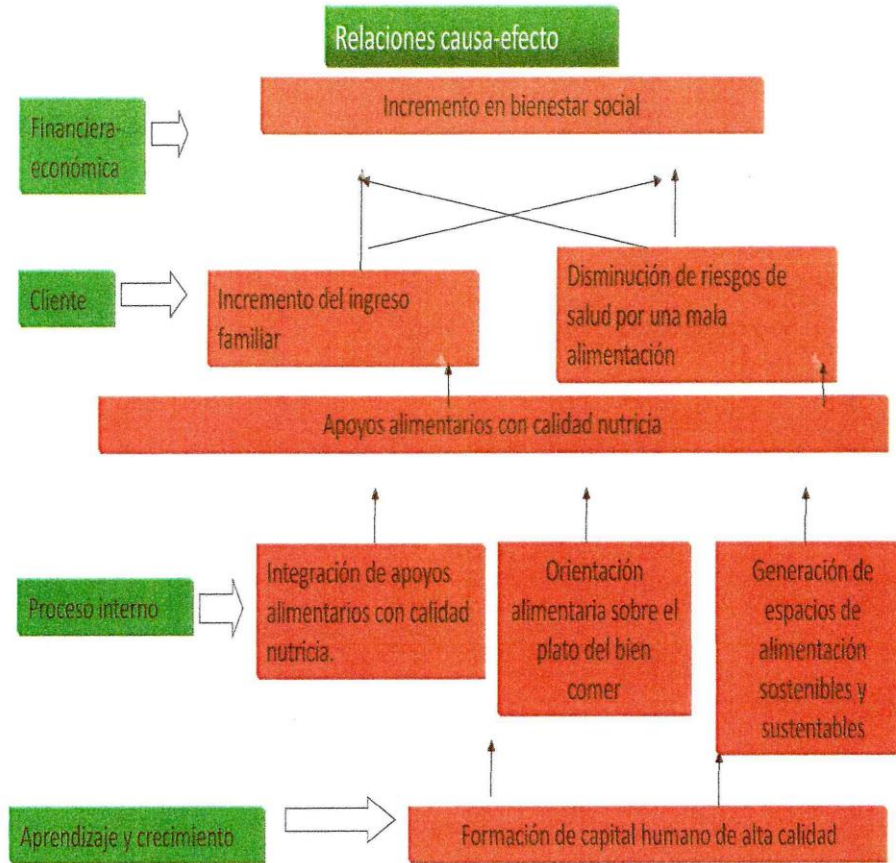 Relaciones causa-efecto
Incremento en bienestar social
Financiera-
económica
Cliente
Incremento del ingreso
familiar
Disminución de riesgos de
salud por una mala
alimentación
Apoyos alimentarios con calidad nutricia
Proceso interno
Integración de apoyos
alimentarios con calidad
nutricia.
Orientación
alimentaria sobre el
plato del bien
comer
Generación de
espacios de
alimentación
sostenibles y
sustentables
Aprendizaje y crecimiento
Formación de capital humano de alta calidad